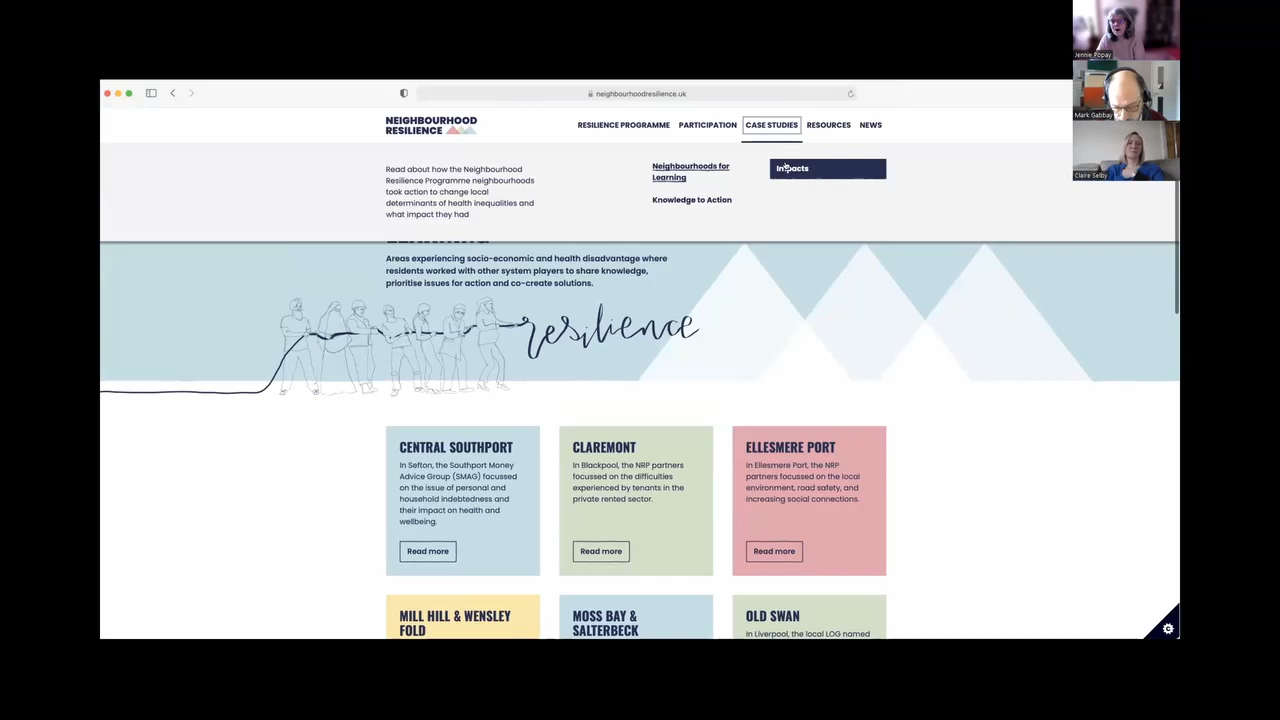 Jennie Popay
neighbourhoodresilience.uk
NEIGHBOURHOOD
RESILIENCE
RESILIENCE PROGRAMME
PARTICIPATION
CASE STUDIES
RESOURCES
NEWS
Mark Gabbay
Claire Selby
Read about how the Neighbourhood
Resilience Programme neighbourhoods
took action to change local
determinants of health inequalities and
what impact they had
Neighbourhoods for
Learning
Knowledge to Action
Impacts
Areas experiencing socio-economic and health disadvantage where
residents worked with other system players to share knowledge,
prioritise issues for action and co-create solutions.
resilience
CENTRAL SOUTHPORT
In Sefton, the Southport Money
Advice Group (SMAG) focussed
on the issue of personal and
household indebtedness and
their impact on health and
wellbeing.
Read more
CLAREMONT
In Blackpool, the NRP partners
focussed on the difficulties
experienced by tenants in the
private rented sector.
Read more
ELLESMERE PORT
In Ellesmere Port, the NRP
partners focussed on the local
environment, road safety, and
increasing social connections.
Read more
MILL HILL & WENSLEY
FOLD
MOSS BAY &
SALTERBECK
OLD SWAN
In Liverpool, the local LOG named